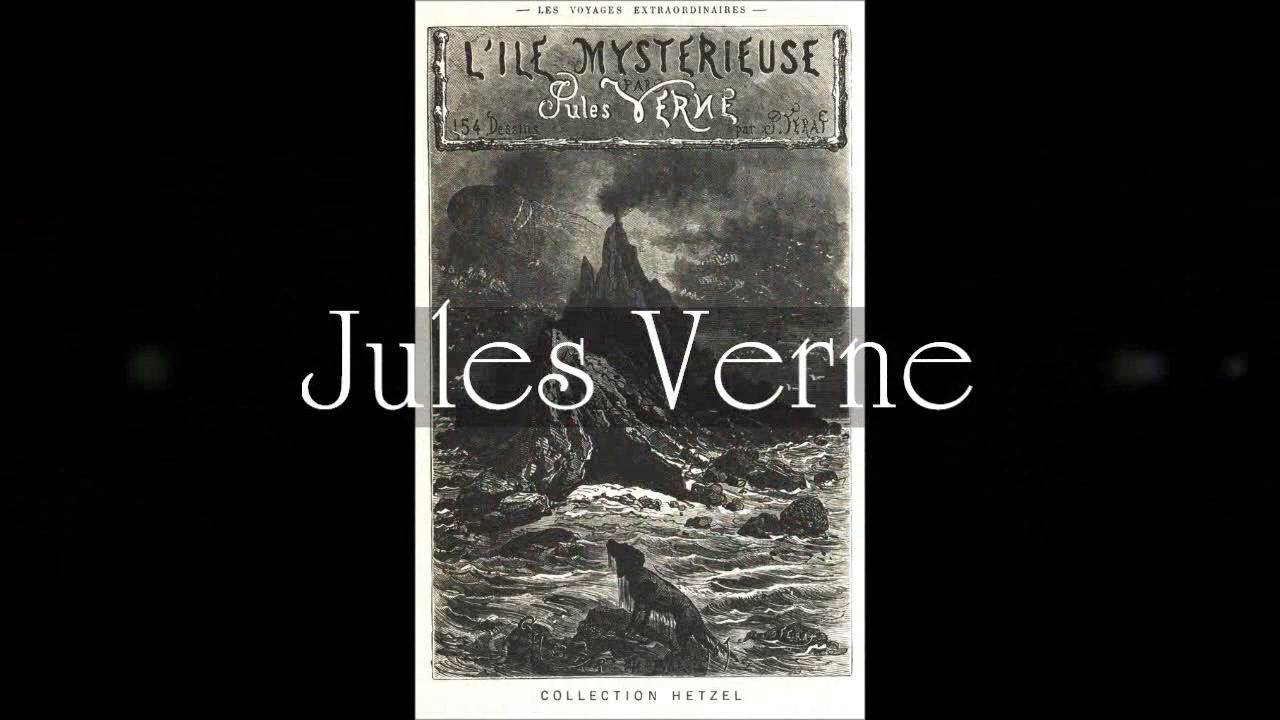 — LES VOYAGES EXTRAORDINAIRES —
L'ILE MYSTERIEUSE
PAR
Jules VERNE
154 Dessins par J. FERAT
Jules Verne
COLLECTION HETZEL